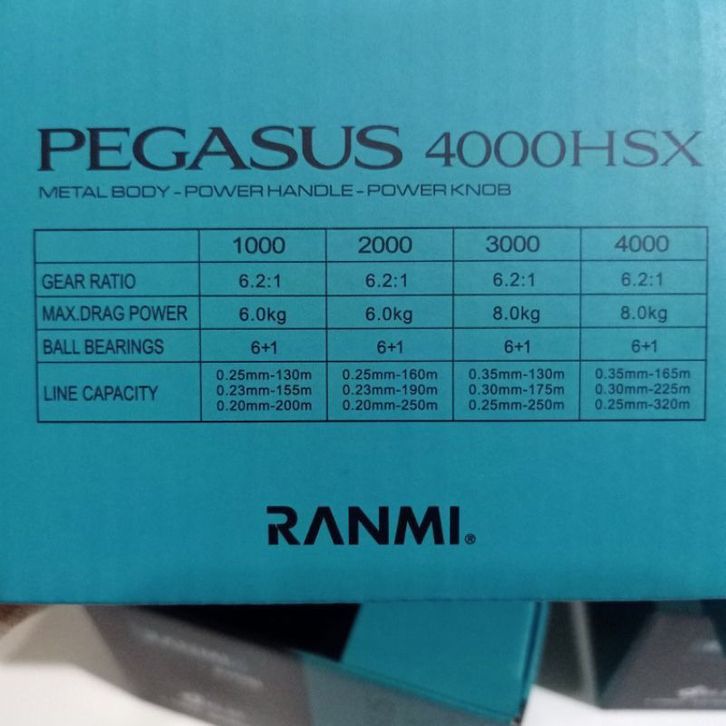 PEGASUS 4000HSX
METAL BODY-POWER HANDLE-POWER KNOB
1000 2000 3000 4000
GEAR RATIO 6.2:1 6.2:1 6.2:1 6.2:1
MAX.DRAG POWER 6.0kg 6.0kg 8.0kg 8.0kg
BALL BEARINGS 6+1 6+1 6+1 6+1
LINE CAPACITY 0.25mm-130m 0.25mm-160m 0.35mm-130m 0.35mm-165m
0.23mm-155m 0.23mm-190m 0.30mm-175m 0.30mm-225m
0.20mm-200m 0.20mm-250m 0.25mm-250m 0.25mm-320m
RANMI®
RANMI